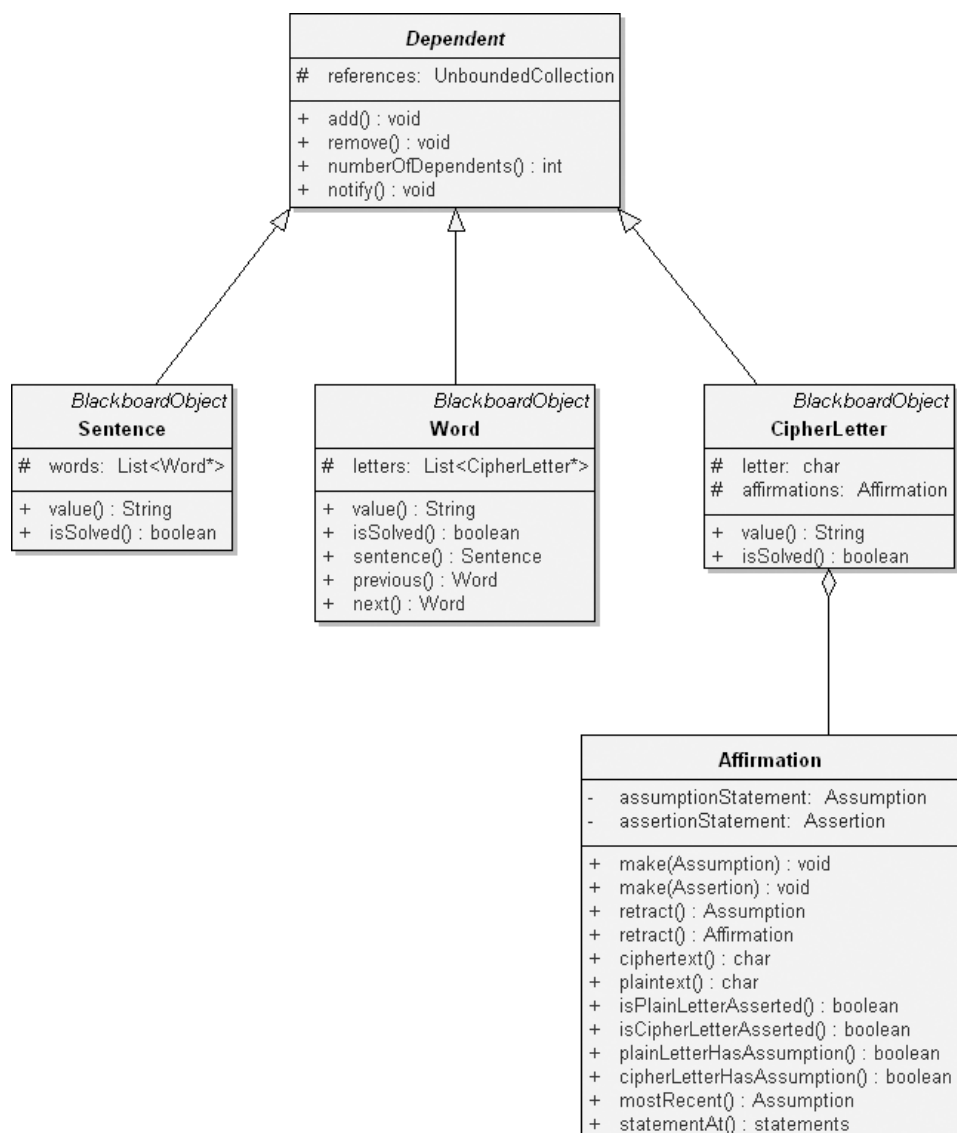 Dependent
# references: UnboundedCollection
+ add() : void
+ remove() : void
+ numberOfDependents() : int
+ notify() : void
BlackboardObject
Sentence
# words: List<Word*>
+ value() : String
+ isSolved() : boolean
BlackboardObject
Word
# letters: List<CipherLetter*>
+ value() : String
+ isSolved() : boolean
+ sentence() : Sentence
+ previous() : Word
+ next() : Word
BlackboardObject
CipherLetter
# letter: char
# affirmations: Affirmation
+ value() : String
+ isSolved() : boolean
Affirmation
- assumptionStatement: Assumption
- assertionStatement: Assertion
+ make(Assumption) : void
+ make(Assertion) : void
+ retract() : Assumption
+ retract() : Affirmation
+ ciphertext() : char
+ plaintext() : char
+ isPlainLetterAsserted() : boolean
+ isCipherLetterAsserted() : boolean
+ plainLetterHasAssumption() : boolean
+ cipherLetterHasAssumption() : boolean
+ mostRecent() : Assumption
+ statementAt() : statements